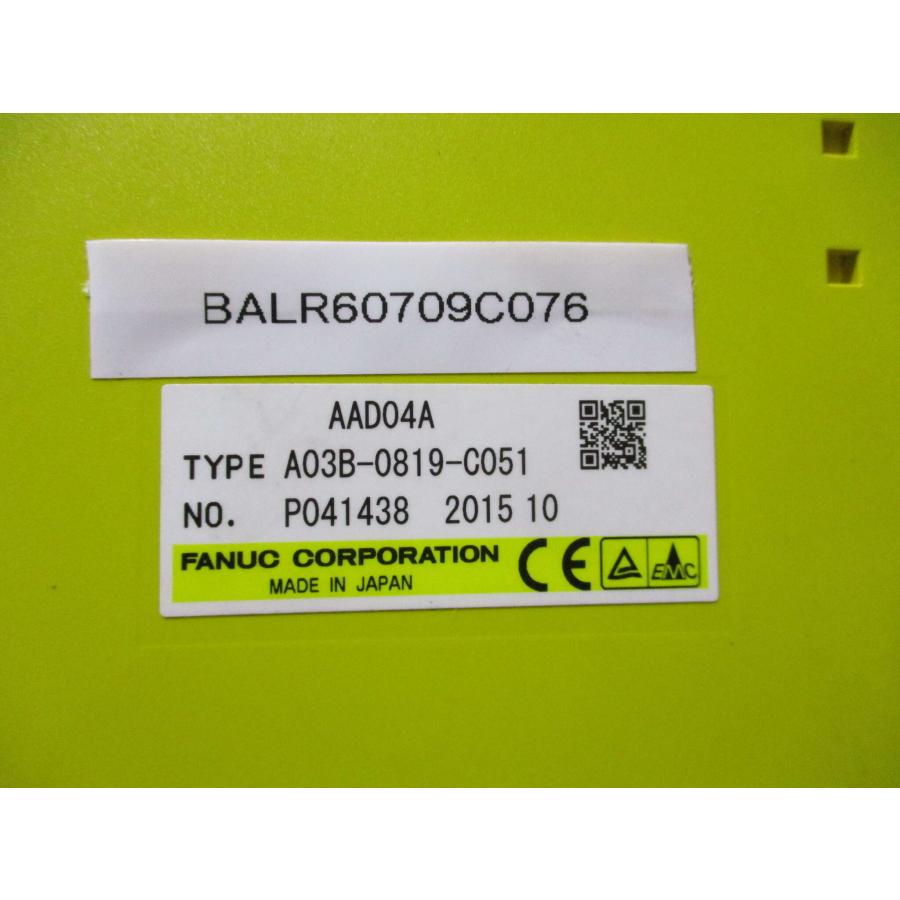 BALR60709C076
AAD04A
TYPE A03B-0819-C051
NO. P041438 2015 10
FANUC CORPORATION
MADE IN JAPAN
CE
EMC